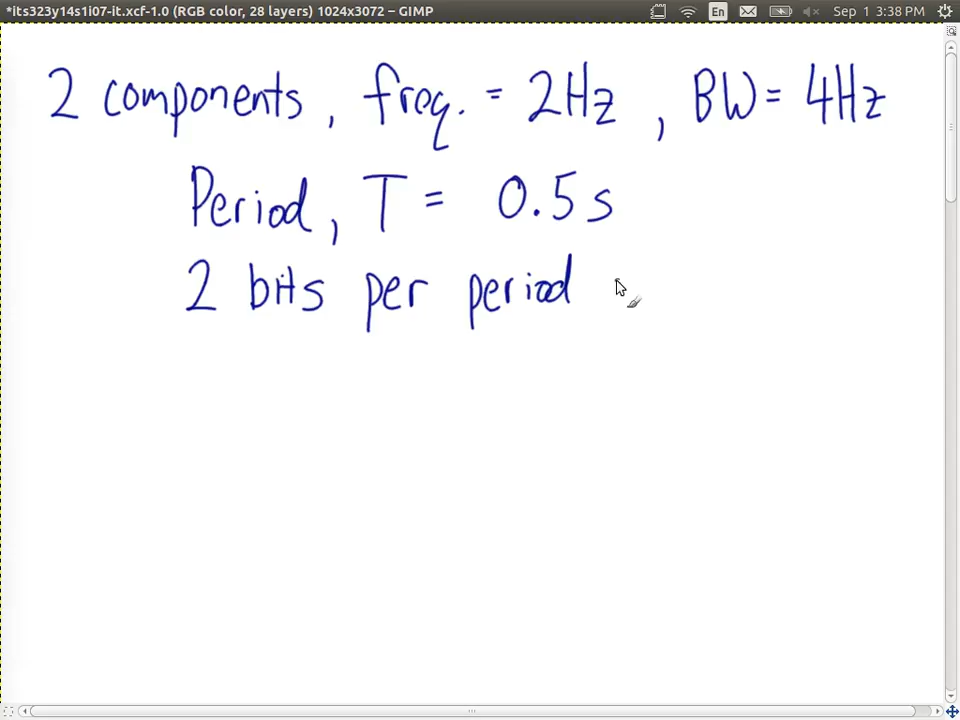 *its323y14s1i07-it.xcf-1.0 (RGB color, 28 layers) 1024x3072 – GIMP En Sep 1 3:38 PM
2 components, freq. = 2Hz, BW = 4Hz
Period, T = 0.5 s
2 bits per period